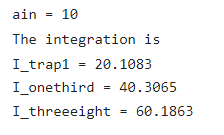 ain = 10
The integration is
I_trap1 = 20.1083
I_onethird = 40.3065
I_threeeight = 60.1863